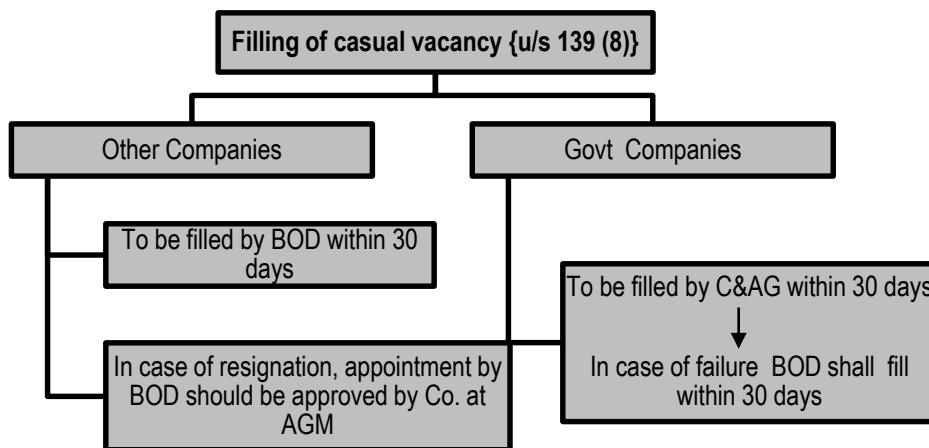 Filling of casual vacancy {u/s 139 (8)}
Other Companies
Govt Companies
To be filled by BOD within 30
days
In case of resignation, appointment by
BOD should be approved by Co. at
AGM
To be filled by C&AG within 30 days
In case of failure BOD shall fill
within 30 days